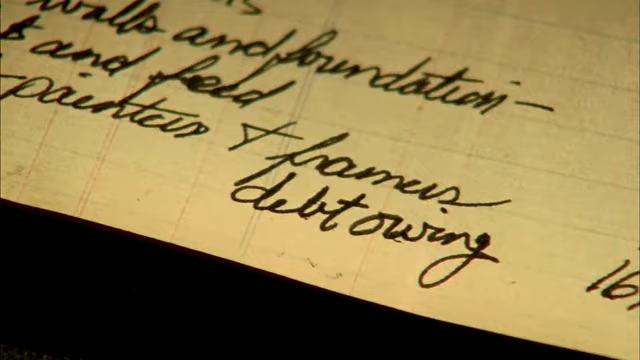 walls and foundation -
and feed
- painters & framers
debt owing
16